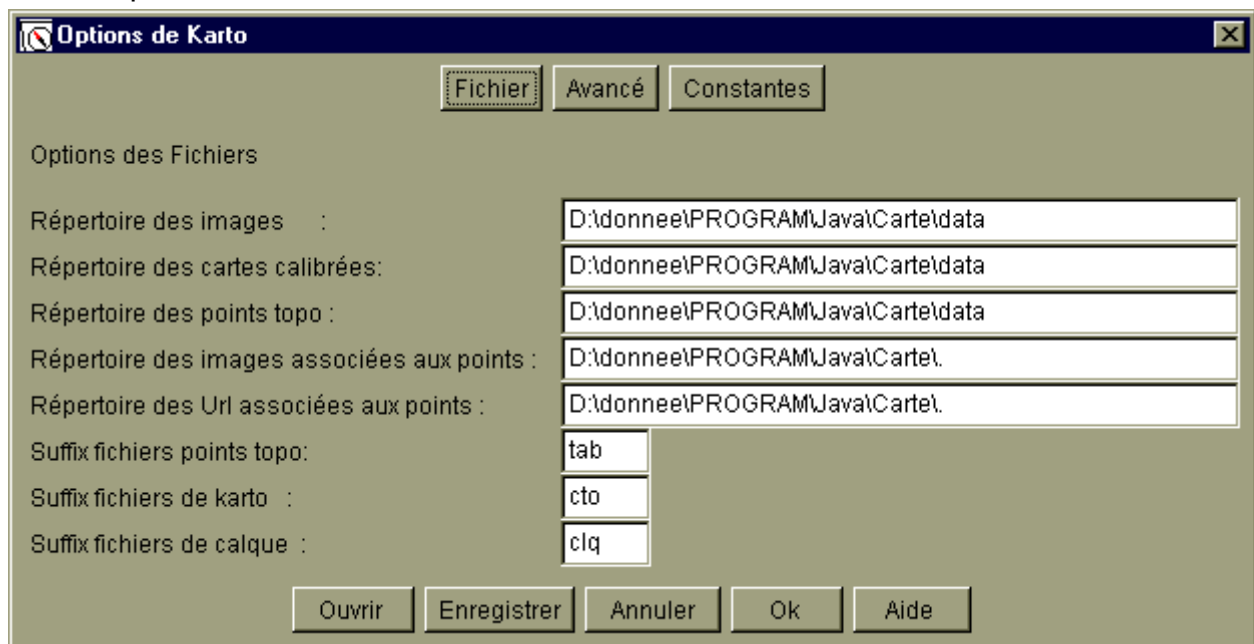 Options de Karto
Fichier Avancé Constantes
Options des Fichiers
Répertoire des images : D:\donnee\PROGRAM\Java\Carte\data
Répertoire des cartes calibrées: D:\donnee\PROGRAM\Java\Carte\data
Répertoire des points topo : D:\donnee\PROGRAM\Java\Carte\data
Répertoire des images associées aux points : D:\donnee\PROGRAM\Java\Carte\.
Répertoire des Url associées aux points : D:\donnee\PROGRAM\Java\Carte\.
Suffix fichiers points topo: tab
Suffix fichiers de karto : cto
Suffix fichiers de calque : clq
Ouvrir Enregistrer Annuler Ok Aide